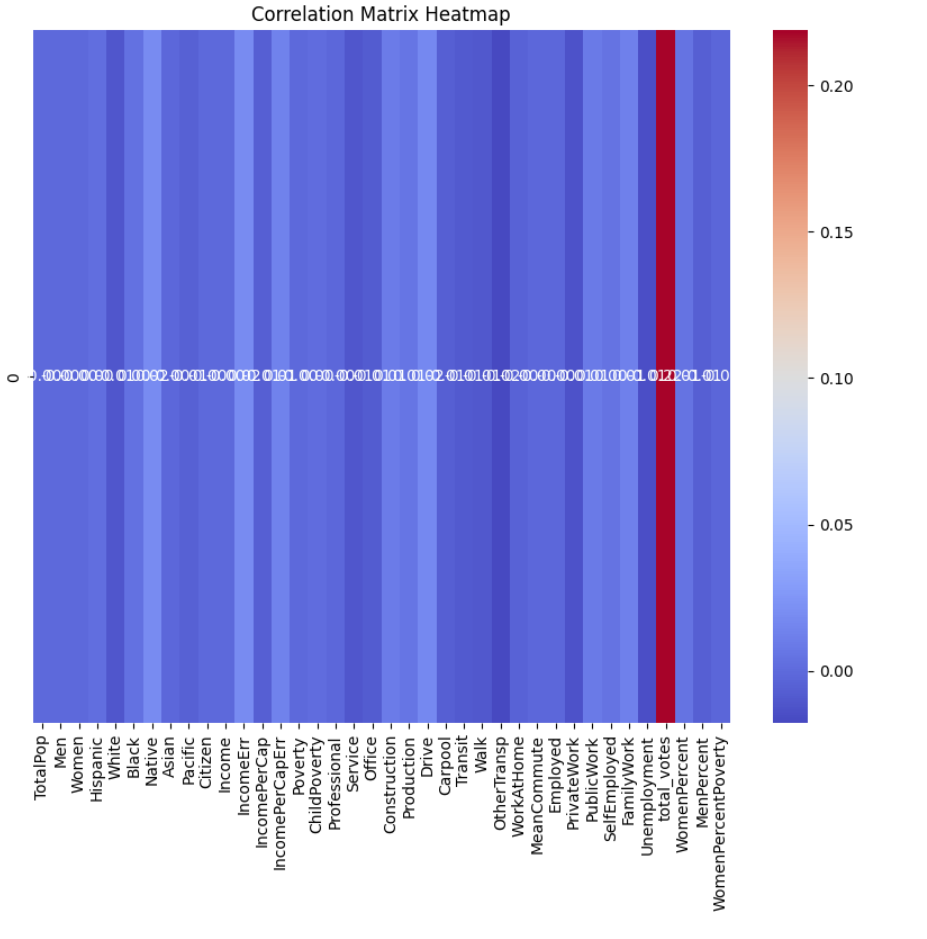 Correlation Matrix Heatmap
0.20
0.15
0.10
0.05
0.00
0
TotalPop
Men
Women
Hispanic
White
Black
Native
Asian
Pacific
Citizen
Income
IncomeErr
IncomePerCap
IncomePerCapErr
Poverty
ChildPoverty
Professional
Service
Office
Construction
Production
Drive
Carpool
Transit
Walk
OtherTransp
WorkAtHome
MeanCommute
Employed
PrivateWork
PublicWork
SelfEmployed
FamilyWork
Unemployment
total_votes
WomenPercent
MenPercent
WomenPercentPoverty